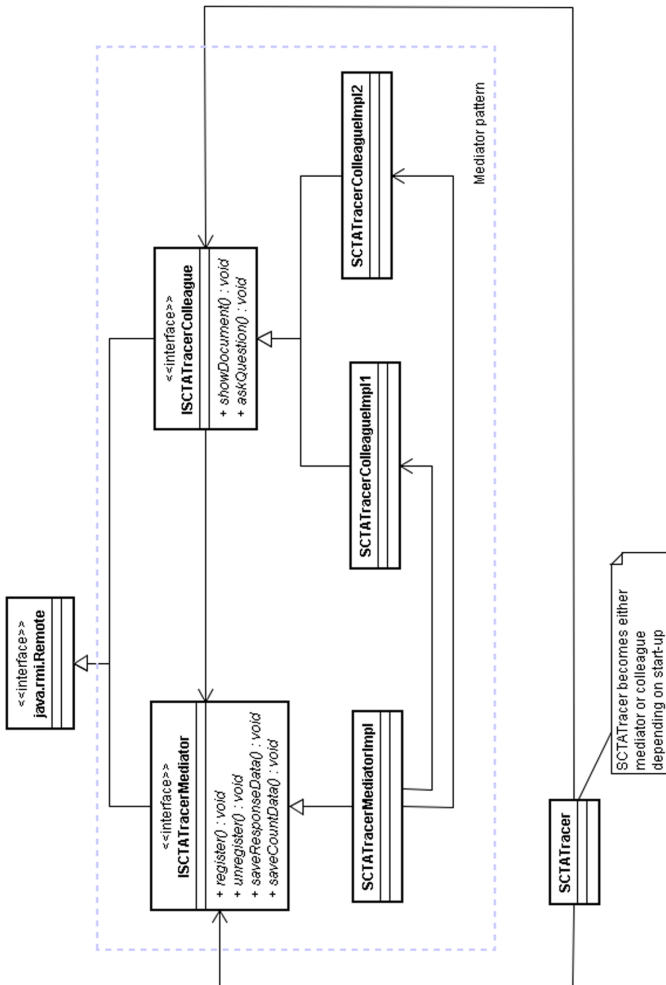 <<interface>>
java.rmi.Remote
<<interface>>
ISCTATracerMediator
+ register() : void
+ unregister() : void
+ saveResponseData() : void
+ saveCountData() : void
<<interface>>
ISCTATracerColleague
+ showDocument() : void
+ askQuestion() : void
SCTATracerMediatorImpl
SCTATracerColleagueImpl1
SCTATracerColleagueImpl2
Mediator pattern
SCTATracer
SCTATracer becomes either
mediator or colleague
depending on start-up